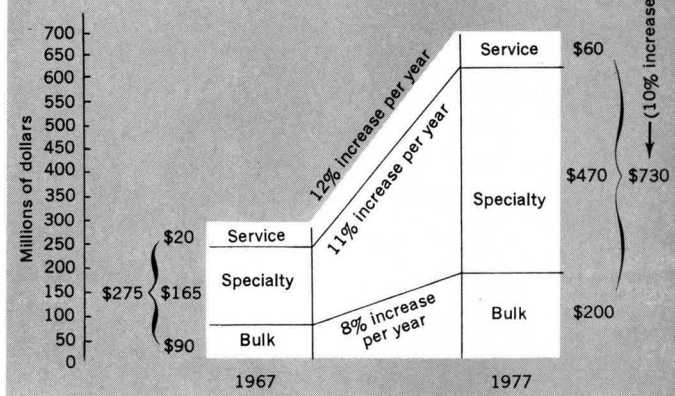 Millions of dollars
700
650
600
550
500
450
400
350
300
250
200
150
100
50
0
$275
$20
$165
$90
Service
Specialty
Bulk
1967
12% increase per year
11% increase per year
8% increase
per year
Service
Specialty
Bulk
1977
$60
$470
$200
$730
(10% increase